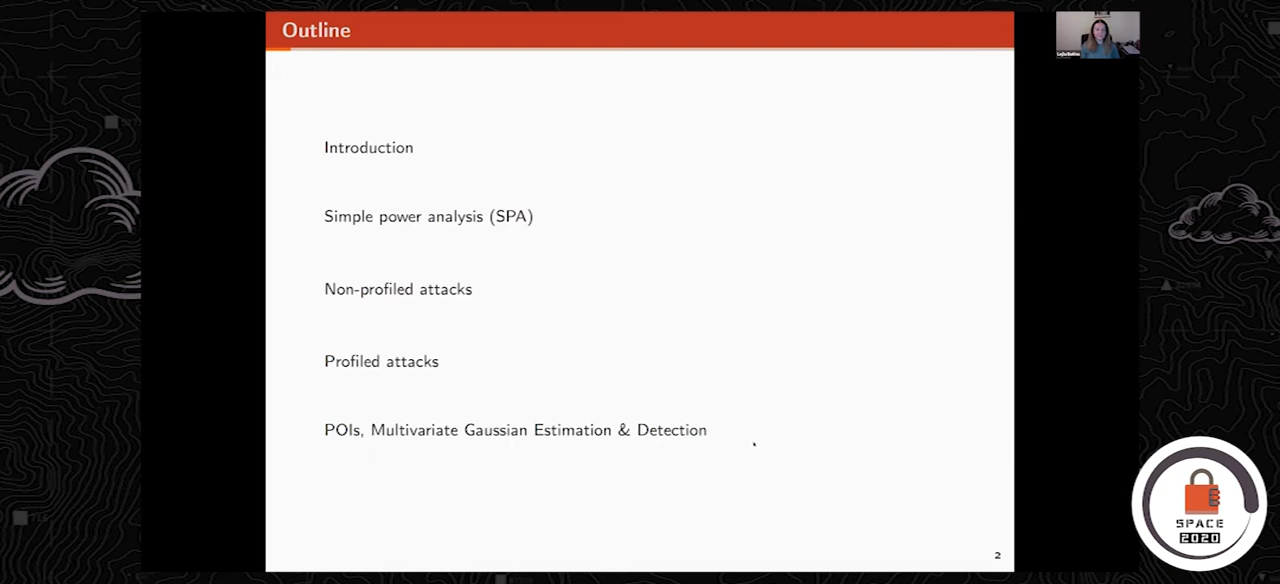 Outline
Introduction
Simple power analysis (SPA)
Non-profiled attacks
Profiled attacks
POIs, Multivariate Gaussian Estimation & Detection
2
SPACE
2020